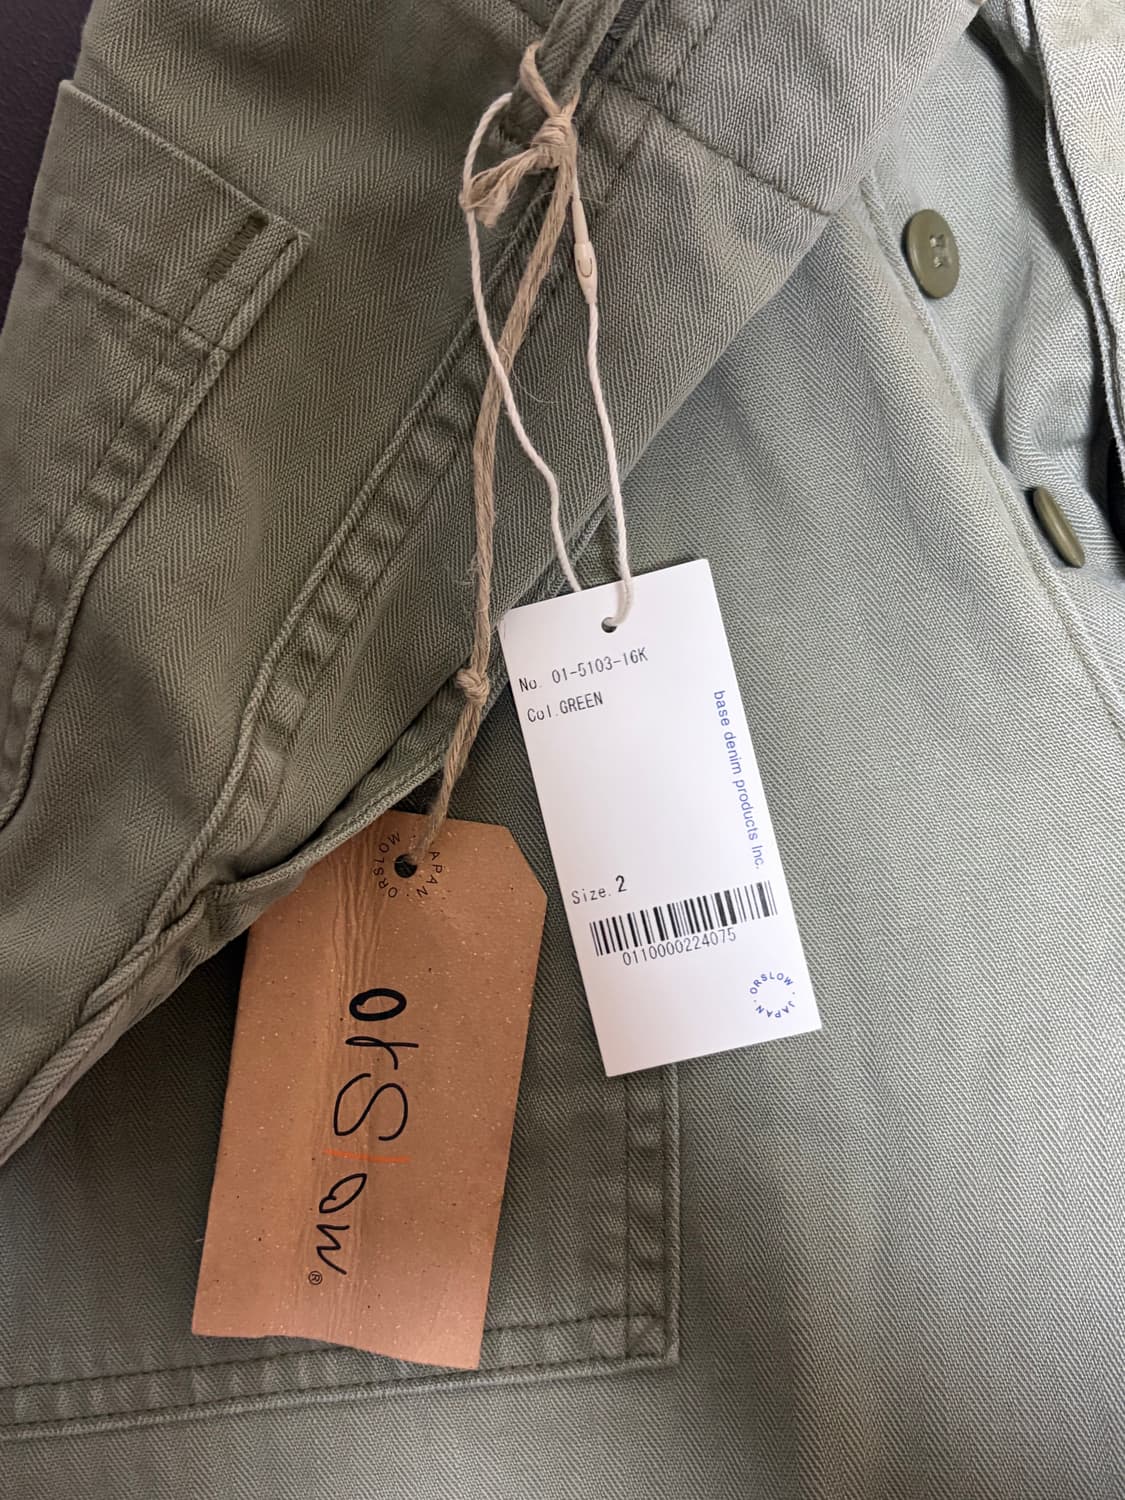 No. 01-5103-16K
Col.GREEN
base denim products Inc.
Size.2
0110000224075
ORSLOW · JAPAN ·
ORSLOW · JAPAN ·
orSlow®